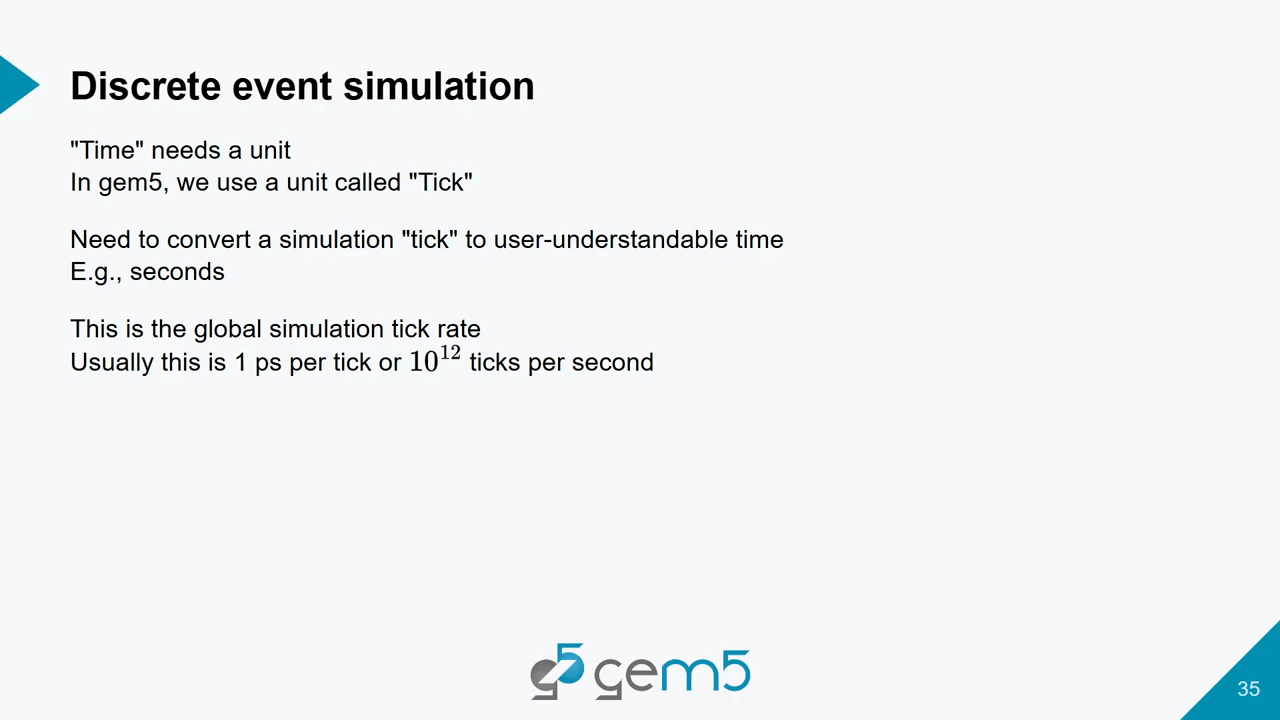 Discrete event simulation
"Time" needs a unit
In gem5, we use a unit called "Tick"
Need to convert a simulation "tick" to user-understandable time
E.g., seconds
This is the global simulation tick rate
Usually this is 1 ps per tick or 10¹² ticks per second
g5 gem5
35